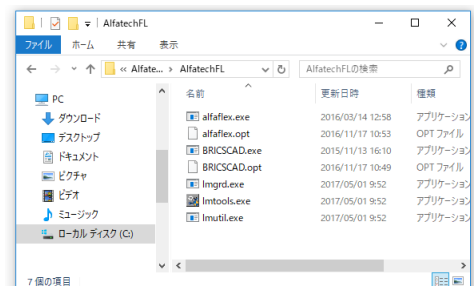 AlfatechFL
ファイル ホーム 共有 表示
« Alfate... › AlfatechFL AlfatechFLの検索
名前 更新日時 種類
PC
ダウンロード
デスクトップ
ドキュメント
ピクチャ
ビデオ
ミュージック
ローカル ディスク (C:)
alfaflex.exe 2016/03/14 12:58 アプリケーション
alfaflex.opt 2016/11/17 10:53 OPT ファイル
BRICSCAD.exe 2015/11/13 16:10 アプリケーション
BRICSCAD.opt 2016/11/17 10:49 OPT ファイル
lmgrd.exe 2017/05/01 9:52 アプリケーション
lmtools.exe 2017/05/01 9:52 アプリケーション
lmutil.exe 2017/05/01 9:52 アプリケーション
7 個の項目